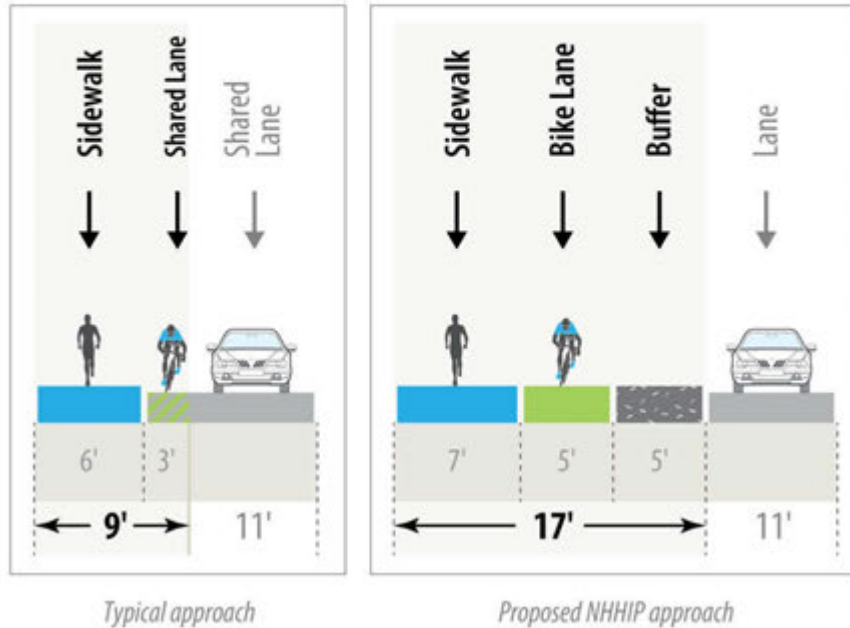 Sidewalk
Shared Lane
Shared
Lane
6'
3'
9'
11'
Typical approach
Sidewalk
Bike Lane
Buffer
Lane
7'
5'
5'
17'
11'
Proposed NHHIP approach